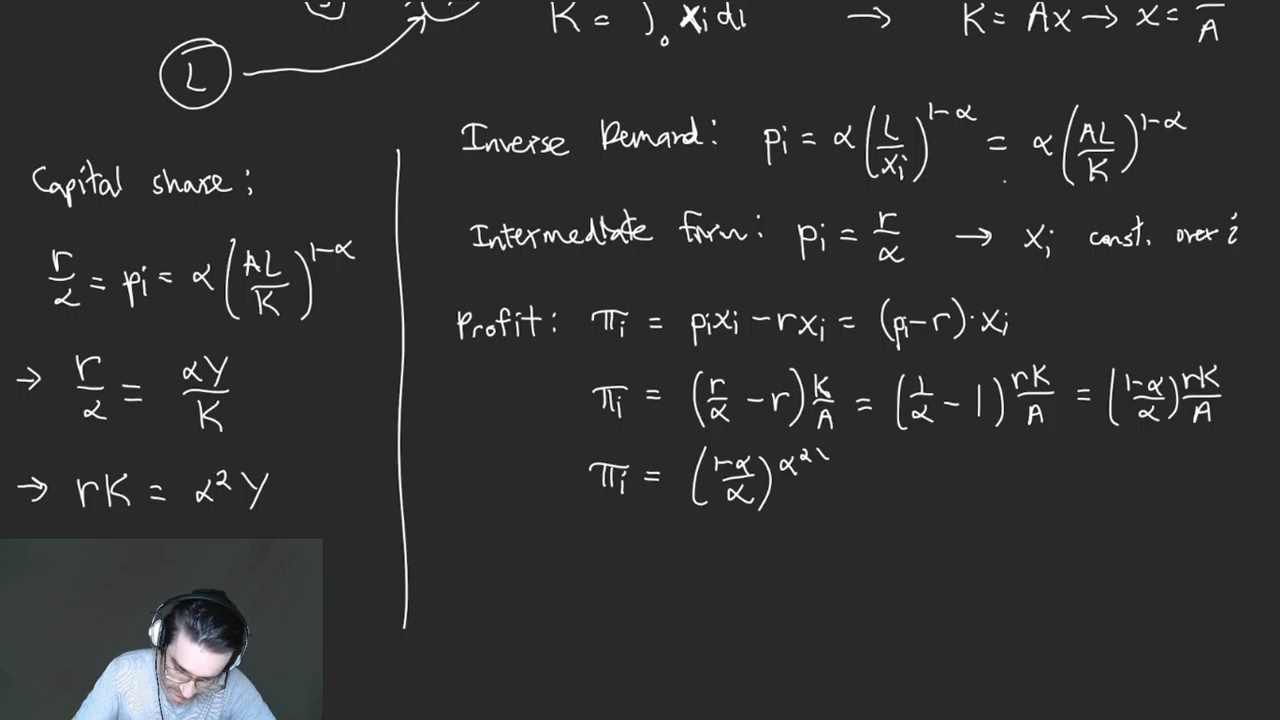 K = ∫₀ xᵢ di → K = Ax → x = –/A
L
Inverse Demand: pᵢ = α(L/xᵢ)^(1-α) = α(AL/K)^(1-α)
Intermediate firm: pᵢ = r/α → xᵢ const. over i
Profit: πᵢ = pᵢxᵢ - rxᵢ = (pᵢ-r)·xᵢ
πᵢ = (r/α - r)K/A = (1/α - 1)rK/A = (1-α/α)rK/A
πᵢ = (1-α/α)α²
Capital share:
r/α = pᵢ = α(AL/K)^(1-α)
→ r/α = αY/K
→ rK = α²Y